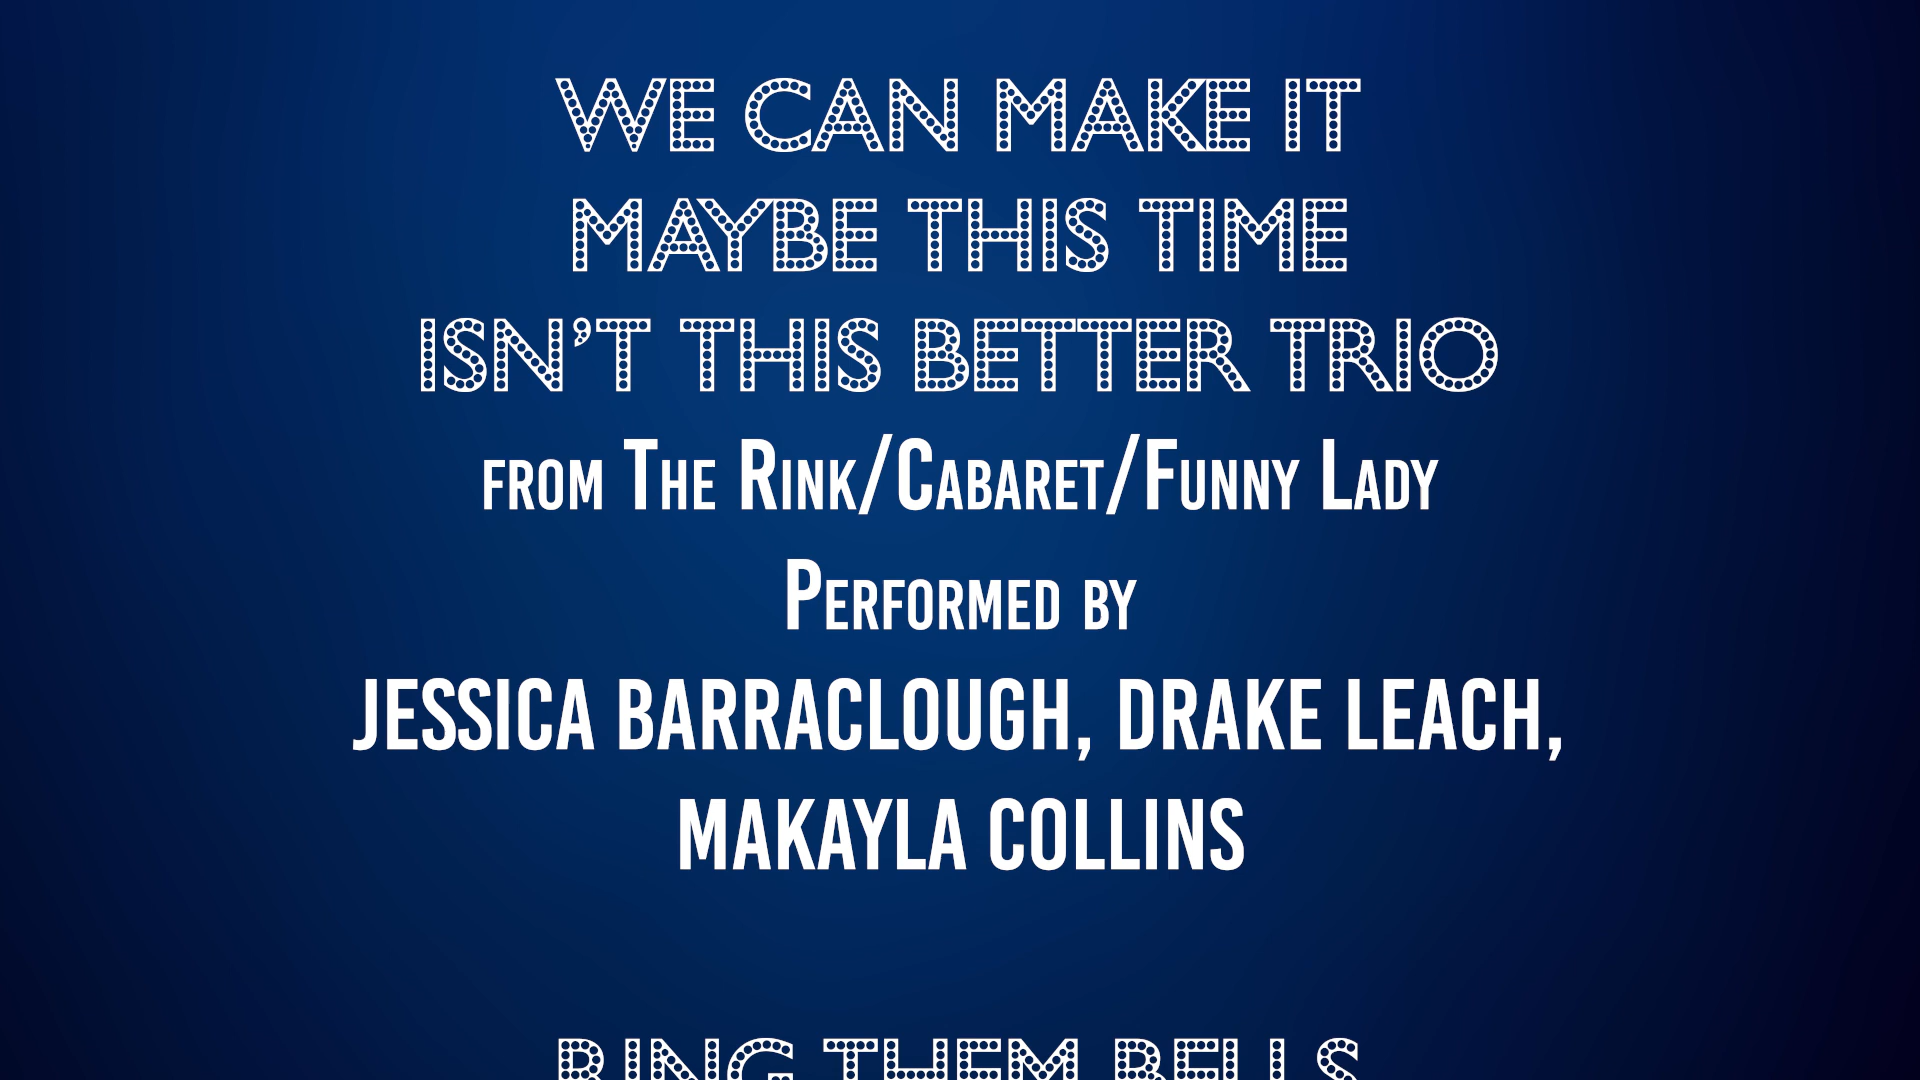 WE CAN MAKE IT
MAYBE THIS TIME
ISN’T THIS BETTER TRIO
FROM THE RINK/CABARET/FUNNY LADY
PERFORMED BY
JESSICA BARRACLOUGH, DRAKE LEACH,
MAKAYLA COLLINS
RING THEM BELLS